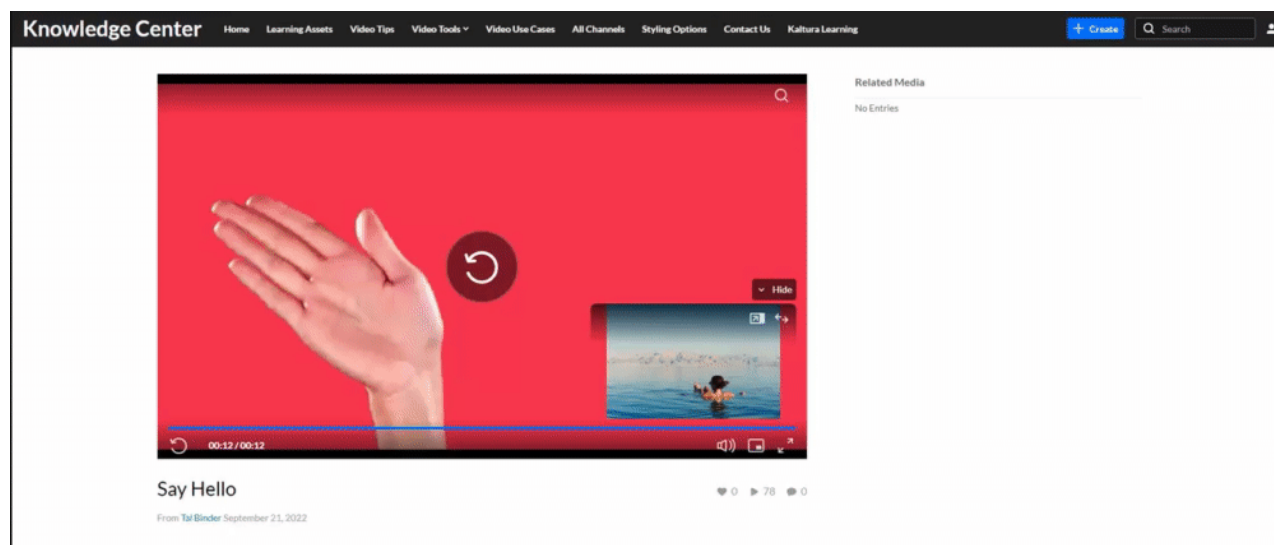 Knowledge Center Home Learning Assets Video Tips Video Tools Video Use Cases All Channels Styling Options Contact Us Kaltura Learning + Create Search
Related Media
No Entries
Hide
00:12 / 00:12
Say Hello
0 78 0
From Tal Binder September 21, 2022